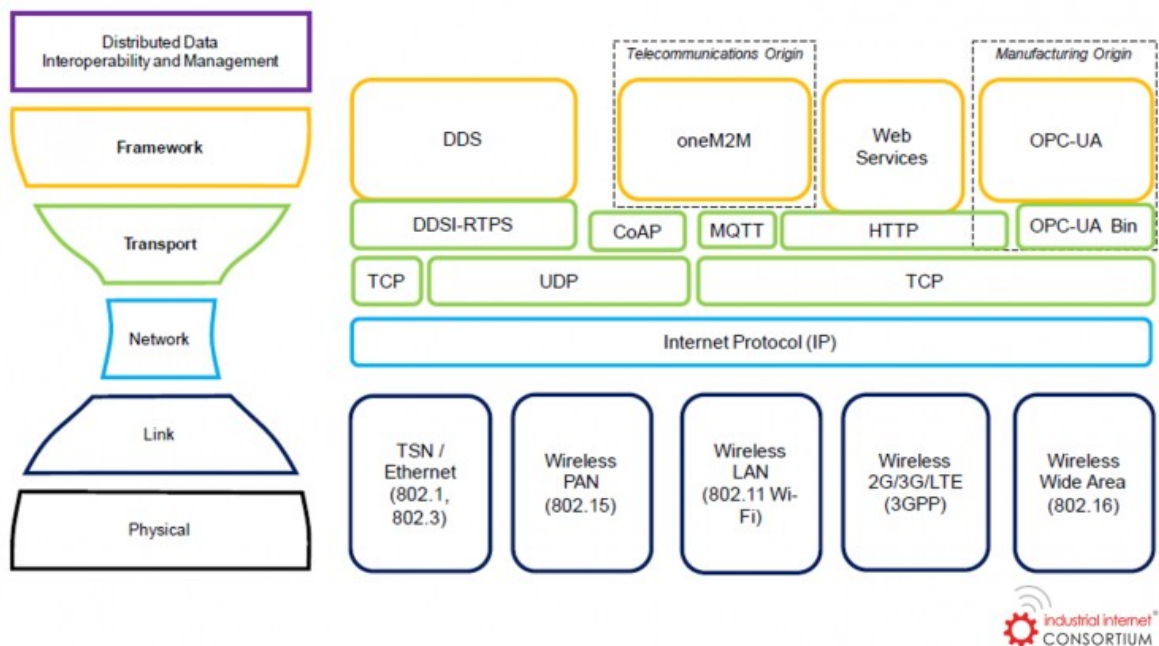 Distributed Data
Interoperability and Management
Framework
Transport
Network
Link
Physical
Telecommunications Origin
Manufacturing Origin
DDS
oneM2M
Web
Services
OPC-UA
DDSI-RTPS
CoAP
MQTT
HTTP
OPC-UA Bin
TCP
UDP
TCP
Internet Protocol (IP)
TSN /
Ethernet
(802.1,
802.3)
Wireless
PAN
(802.15)
Wireless
LAN
(802.11 Wi-
Fi)
Wireless
2G/3G/LTE
(3GPP)
Wireless
Wide Area
(802.16)
industrial internet®
CONSORTIUM